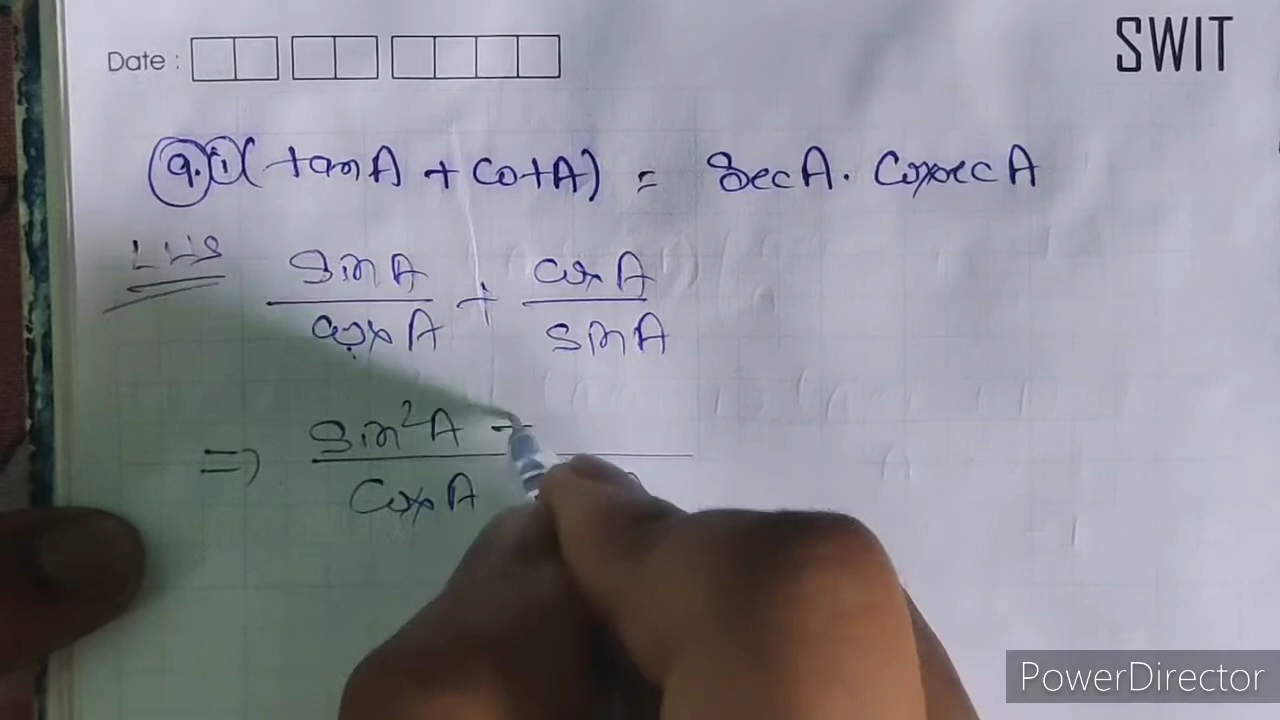 SWIT
Date :
9. i (tanA + cotA) = SecA. CosecA
LHS sinA/cosA + cosA/sinA
=> Sin²A +
CosA
PowerDirector